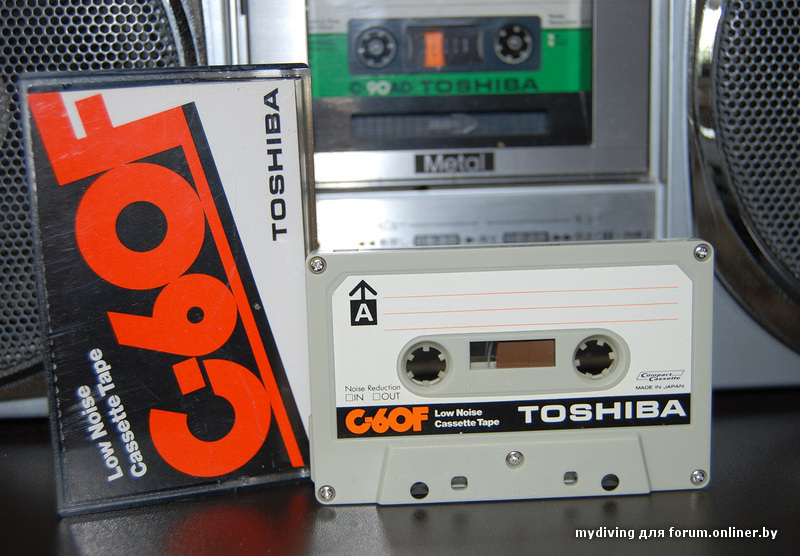 C-90AD TOSHIBA
Metal
C-60F
TOSHIBA
Low Noise
Cassette Tape
A
Noise Reduction
IN OUT
Compact
Cassette
MADE IN JAPAN
C-60F Low Noise
Cassette Tape
TOSHIBA
mydiving для forum.onliner.by